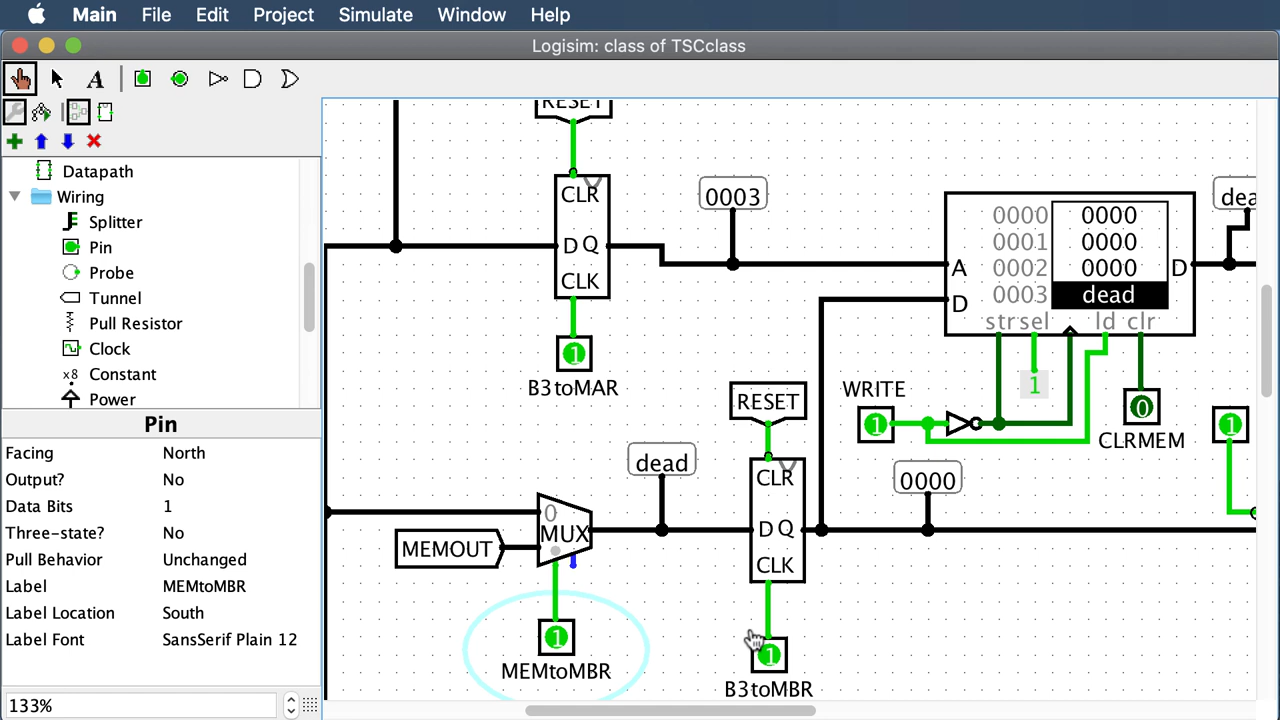 Main File Edit Project Simulate Window Help
Logisim: class of TSCclass
A
Datapath
Wiring
Splitter
Pin
Probe
Tunnel
Pull Resistor
Clock
x8 Constant
Power
Pin
Facing North
Output? No
Data Bits 1
Three-state? No
Pull Behavior Unchanged
Label MEMtoMBR
Label Location South
Label Font SansSerif Plain 12
133%
RESET
CLR
D Q
CLK
1
B3toMAR
0003
A
D
0000 0000
0001 0000
0002 0000
0003 dead
D
str sel ld clr
dea
1
WRITE
1
0
CLRMEM
1
RESET
dead
0000
CLR
D Q
CLK
0
MUX
MEMOUT
1
MEMtoMBR
1
B3toMBR